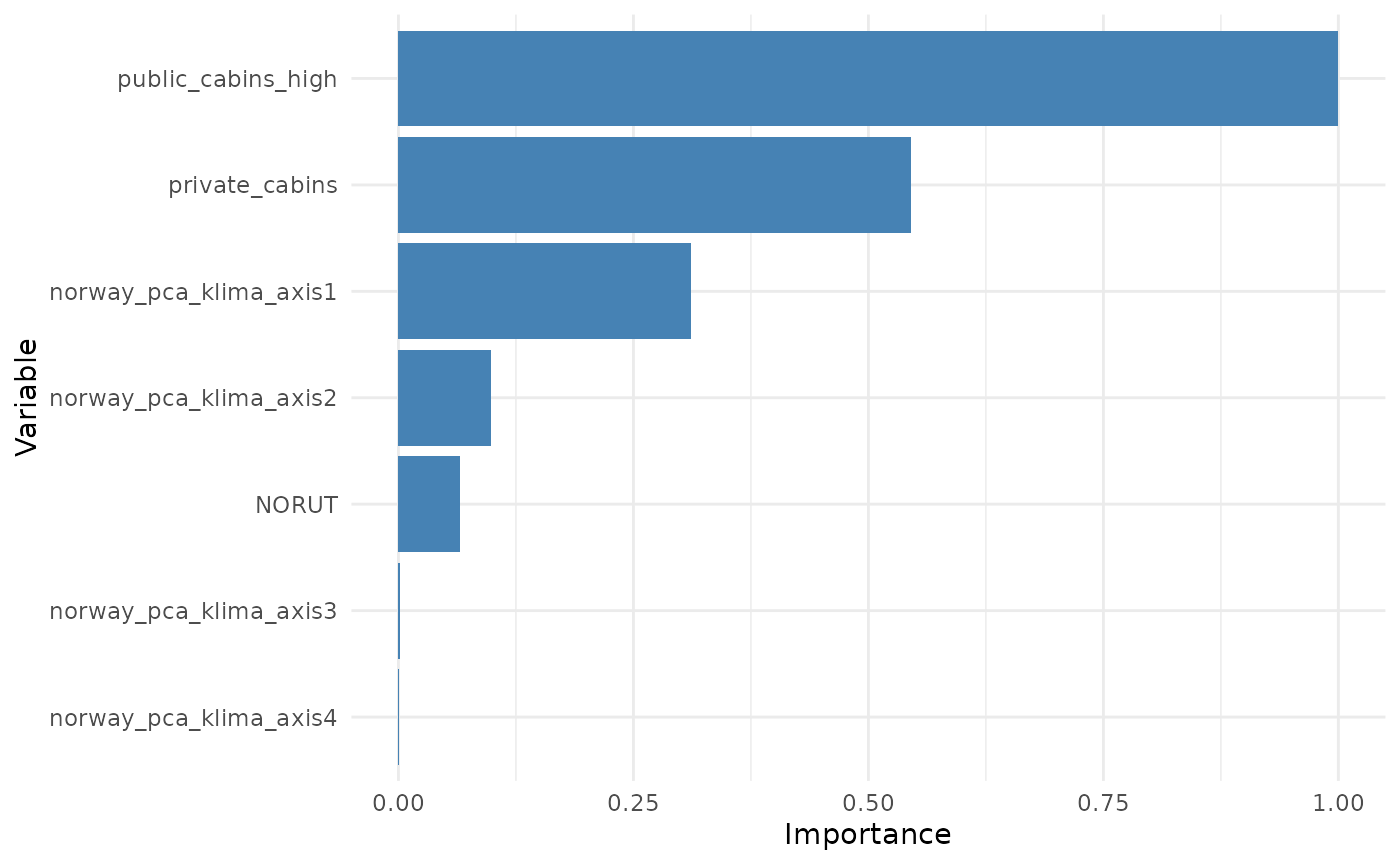 public_cabins_high
private_cabins
norway_pca_klima_axis1
norway_pca_klima_axis2
NORUT
norway_pca_klima_axis3
norway_pca_klima_axis4
Variable
0.00 0.25 0.50 0.75 1.00
Importance